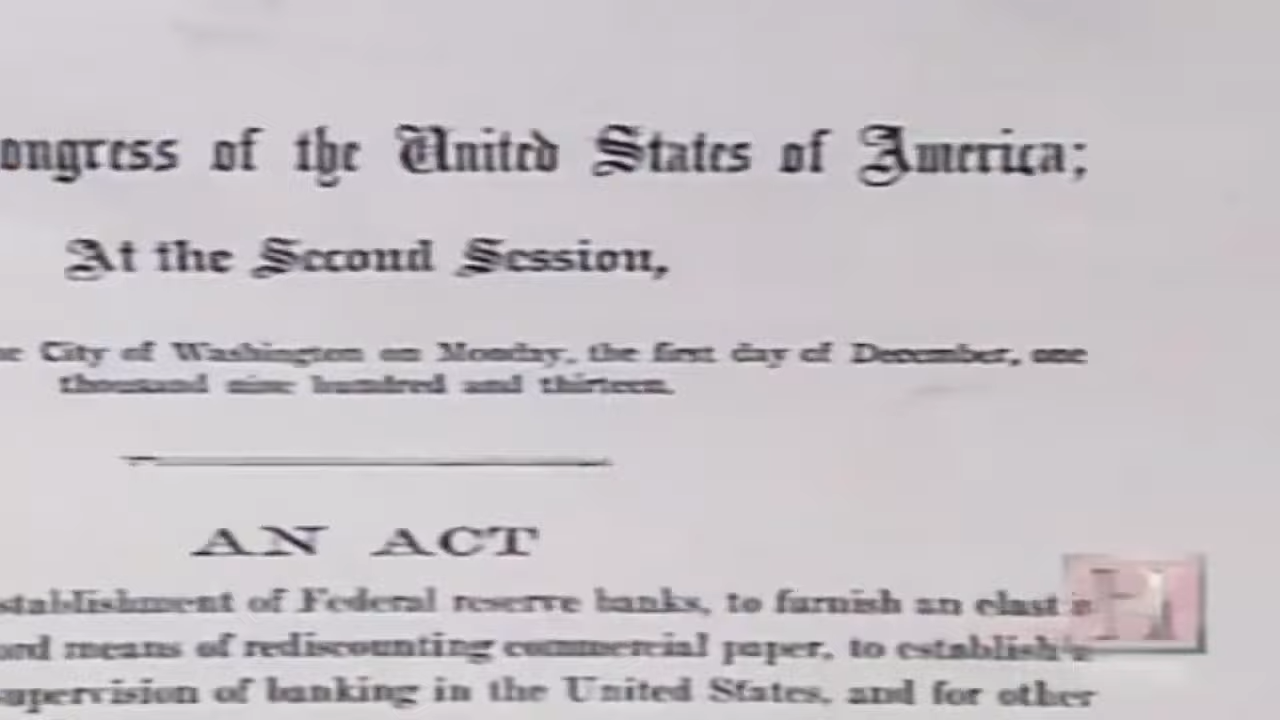 ongress of the United States of America;
At the Second Session,
e City of Washington on Monday, the first day of December, one
thousand nine hundred and thirteen.
AN ACT
stablishment of Federal reserve banks, to furnish an elast
ord means of rediscounting commercial paper, to establish a
upervision of banking in the United States, and for other
H